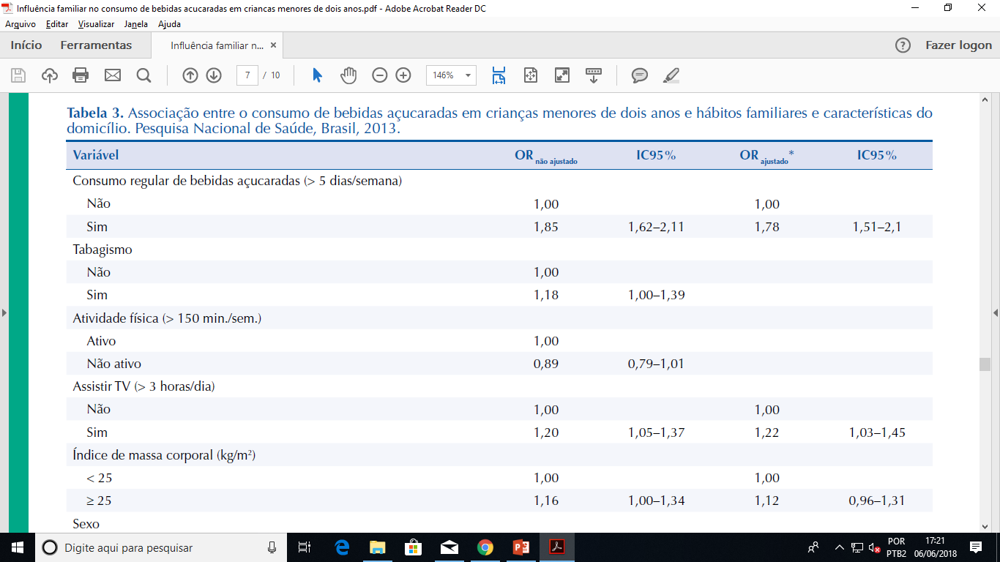 Influência familiar no consumo de bebidas acucaradas em criancas menores de dois anos.pdf - Adobe Acrobat Reader DC
Arquivo Editar Visualizar Janela Ajuda
Início Ferramentas Influência familiar n... × Fazer logon
7 / 10 146%
Tabela 3. Associação entre o consumo de bebidas açucaradas em crianças menores de dois anos e hábitos familiares e características do
domicílio. Pesquisa Nacional de Saúde, Brasil, 2013.
Variável OR não ajustado IC95% OR ajustado* IC95%
Consumo regular de bebidas açucaradas (> 5 dias/semana)
Não 1,00 1,00
Sim 1,85 1,62–2,11 1,78 1,51–2,1
Tabagismo
Não 1,00
Sim 1,18 1,00–1,39
Atividade física (> 150 min./sem.)
Ativo 1,00
Não ativo 0,89 0,79–1,01
Assistir TV (> 3 horas/dia)
Não 1,00 1,00
Sim 1,20 1,05–1,37 1,22 1,03–1,45
Índice de massa corporal (kg/m²)
< 25 1,00 1,00
≥ 25 1,16 1,00–1,34 1,12 0,96–1,31
Sexo
Digite aqui para pesquisar POR 17:21
PTB2 06/06/2018